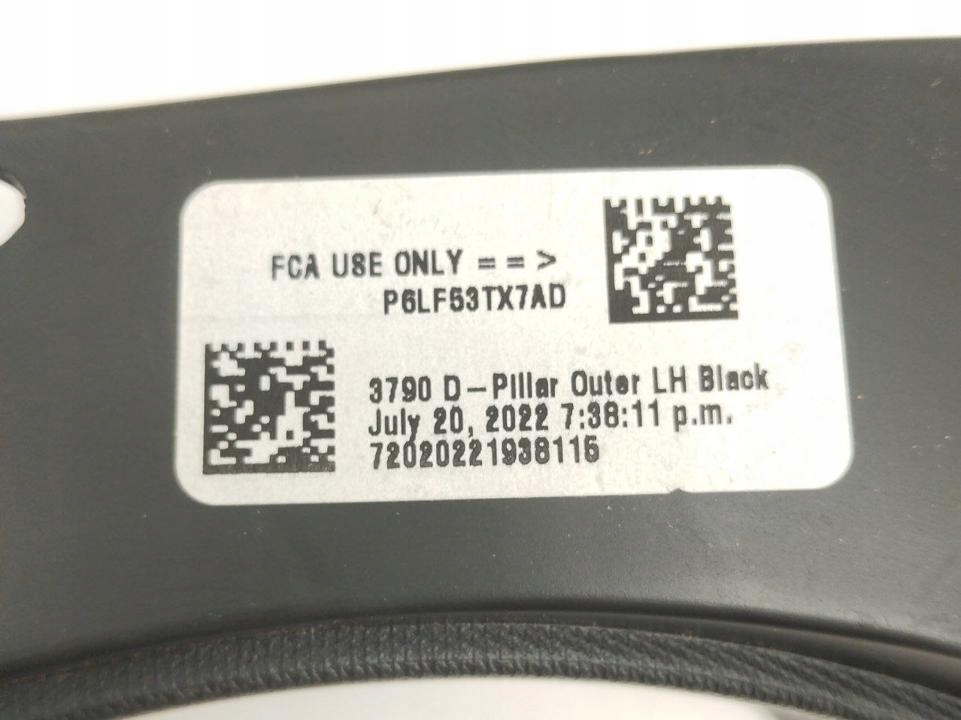 FCA USE ONLY = = >
P6LF53TX7AD
3790 D-Pillar Outer LH Black
July 20, 2022 7:38:11 p.m.
72020221938115